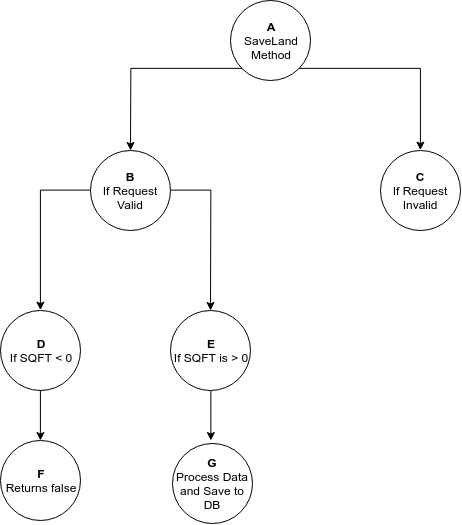 A
SaveLand
Method
B
If Request
Valid
C
If Request
Invalid
D
If SQFT < 0
E
If SQFT is > 0
F
Returns false
G
Process Data
and Save to
DB